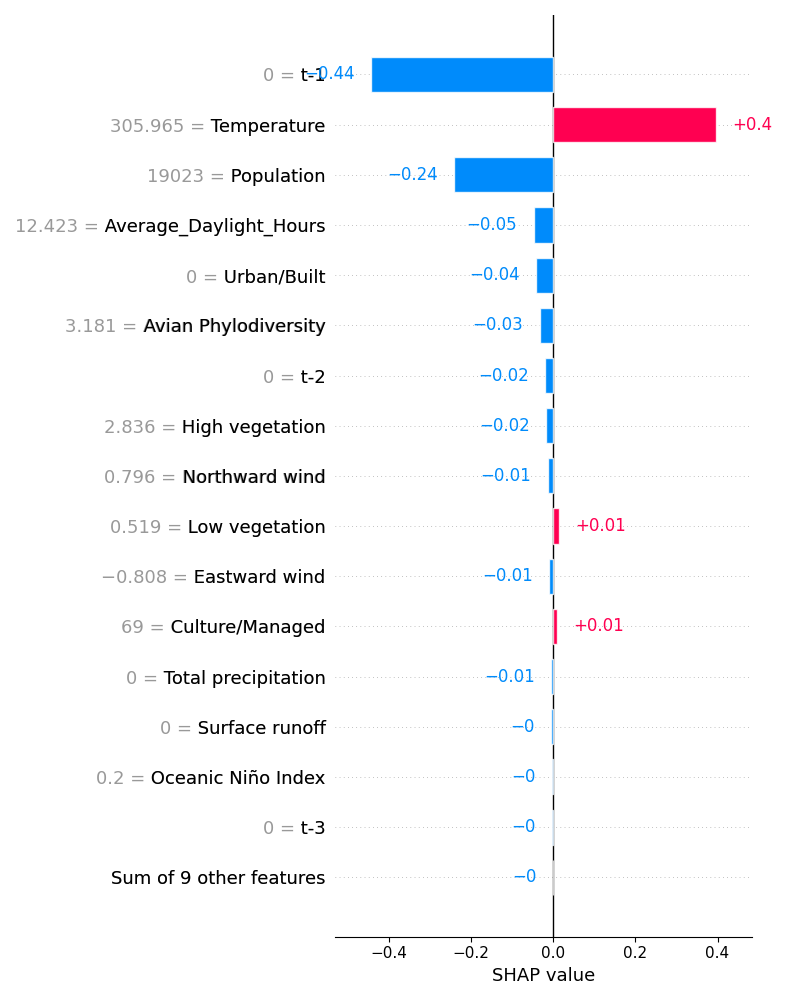 0 = t-1 −0.44
305.965 = Temperature +0.4
19023 = Population −0.24
12.423 = Average_Daylight_Hours −0.05
0 = Urban/Built −0.04
3.181 = Avian Phylodiversity −0.03
0 = t-2 −0.02
2.836 = High vegetation −0.02
0.796 = Northward wind −0.01
0.519 = Low vegetation +0.01
−0.808 = Eastward wind −0.01
69 = Culture/Managed +0.01
0 = Total precipitation −0.01
0 = Surface runoff −0
0.2 = Oceanic Niño Index −0
0 = t-3 −0
Sum of 9 other features −0
−0.4 −0.2 0.0 0.2 0.4
SHAP value